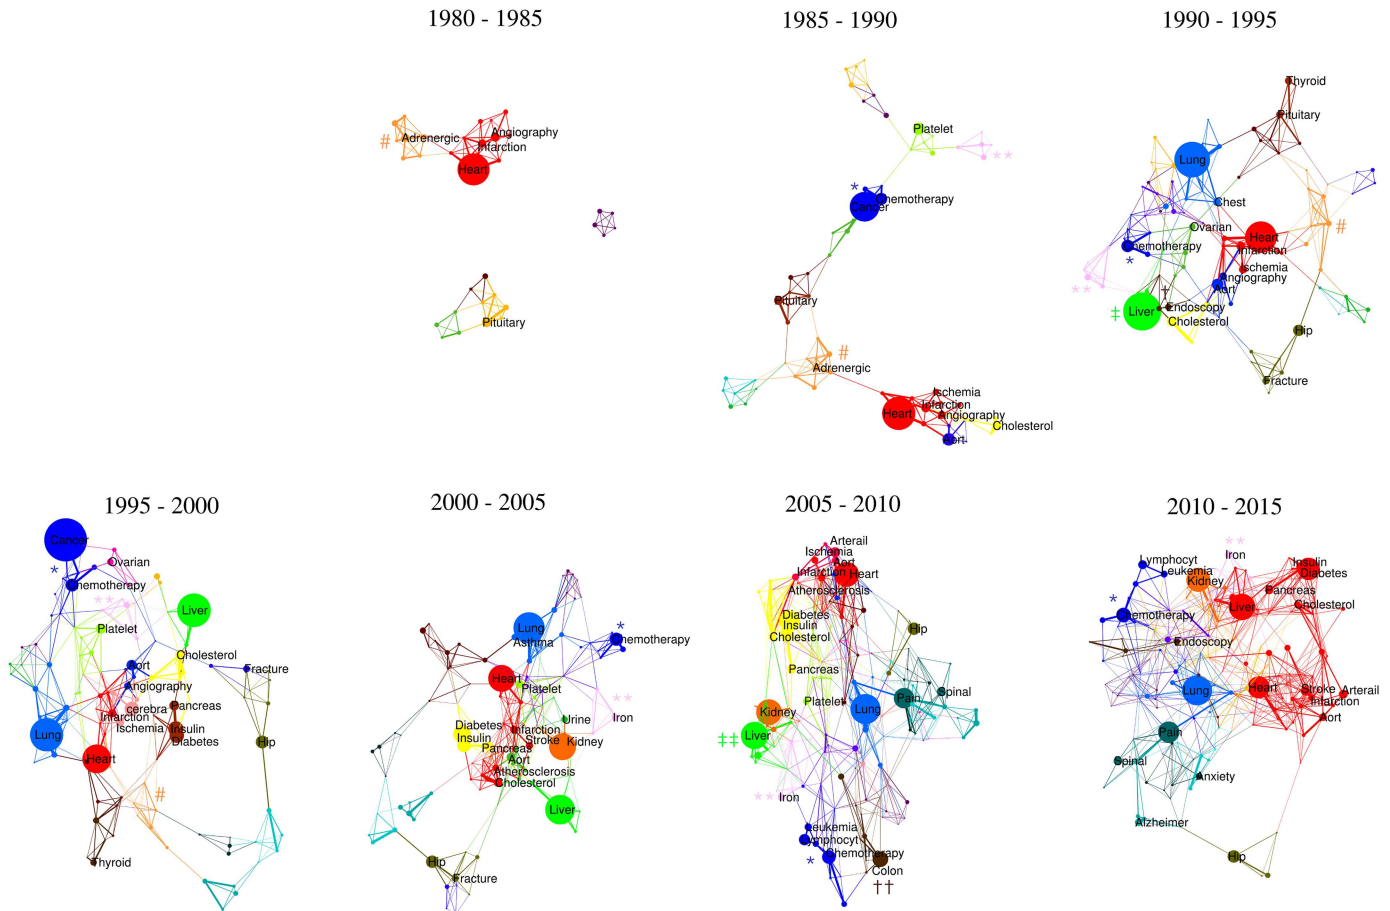 1980 - 1985
# Adrenergic
Angiography
Infarction
Heart
Pituitary
1985 - 1990
Platelet
**
*
Chemotherapy
Cancer
Pituitary
#
Adrenergic
Ischemia
Infarction
Heart
Angiography
Cholesterol
Aort
1990 - 1995
Thyroid
Pituitary
Lung
Chest
Ovarian
#
Heart
Chemotherapy
Infarction
*
Ischemia
Angiography
Aort
**
†
‡ Liver
Endoscopy
Cholesterol
Hip
Fracture
1995 - 2000
Cancer
Ovarian
*
Chemotherapy
**
Liver
Platelet
Cholesterol
Aort
Fracture
Angiography
cerebra
Pancreas
Infarction
Ischemia
Insulin
Lung
Diabetes
Hip
Heart
#
Thyroid
2000 - 2005
Lung
*
Asthma
Chemotherapy
Heart
Platelet
**
Iron
Urine
Diabetes
Infarction
Insulin
Stroke
Kidney
Pancreas
Aort
Atherosclerosis
Cholesterol
Liver
Hip
Fracture
2005 - 2010
Arterail
Ischemia
Aort
Infarction
Heart
Atherosclerosis
Diabetes
Insulin
Cholesterol
Hip
Pancreas
Pain
Spinal
Platelet
Lung
Kidney
‡‡
Liver
** Iron
Leukemia
Lymphocyt
Chemotherapy
*
Colon
††
2010 - 2015
**
Iron
Lymphocyt
Leukemia
Kidney
Insulin
Diabetes
Pancreas
*
Chemotherapy
Liver
Cholesterol
Endoscopy
Lung
Heart
Stroke
Arterail
Infarction
Aort
Pain
Spinal
Anxiety
Alzheimer
Hip